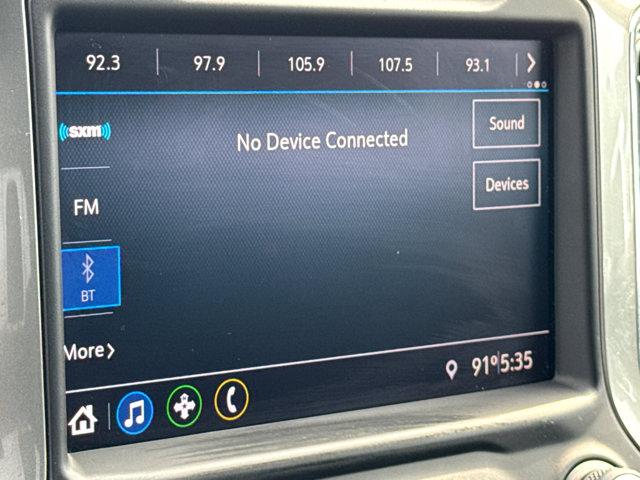 92.3 97.9 105.9 107.5 93.1 >
sxm
No Device Connected
Sound
FM
Devices
BT
More >
91° 5:35